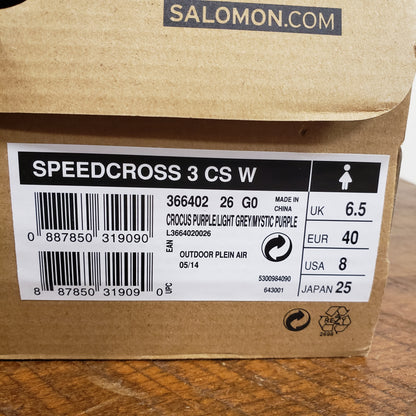 SALOMON.COM
SPEEDCROSS 3 CS W
366402 26 G0
MADE IN
CHINA
CROCUS PURPLE/LIGHT GREY/MYSTIC PURPLE
L3664020026
0 887850 319090
EAN
OUTDOOR PLEIN AIR
05/14
5300984090
643001
8 87850 31909 0
UPC
UK 6.5
EUR 40
USA 8
JAPAN 25